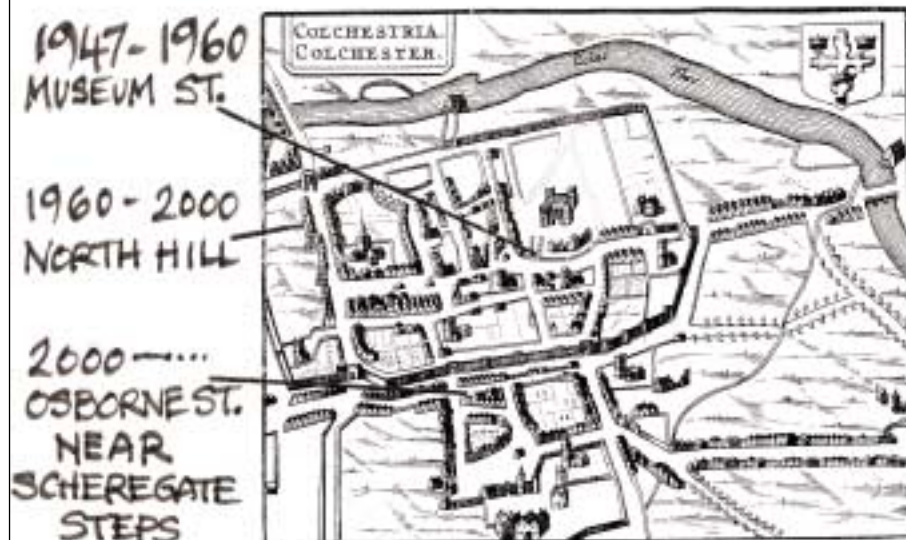 1947-1960
MUSEUM ST.
1960-2000
NORTH HILL
2000—....
OSBORNE ST.
NEAR
SCHEREGATE
STEPS
COLCHESTRIA.
COLCHESTER.